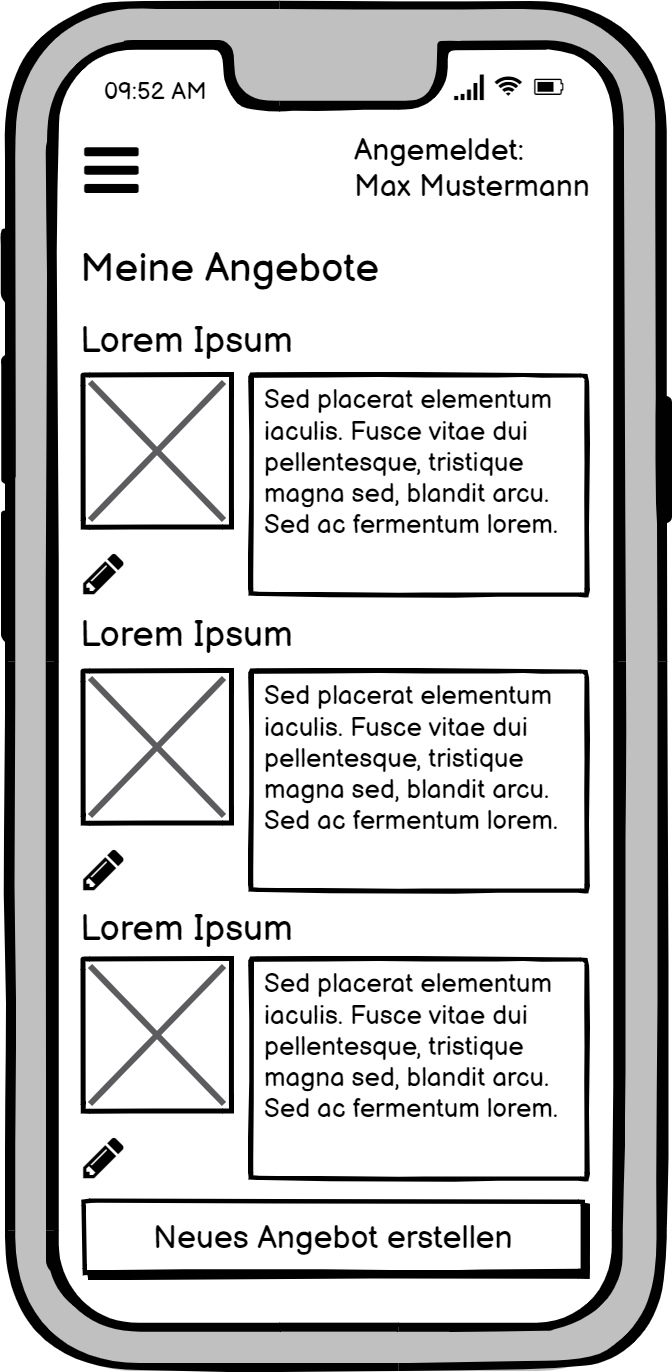 09:52 AM
Angemeldet:
Max Mustermann
Meine Angebote
Lorem Ipsum
Sed placerat elementum
iaculis. Fusce vitae dui
pellentesque, tristique
magna sed, blandit arcu.
Sed ac fermentum lorem.
Lorem Ipsum
Sed placerat elementum
iaculis. Fusce vitae dui
pellentesque, tristique
magna sed, blandit arcu.
Sed ac fermentum lorem.
Lorem Ipsum
Sed placerat elementum
iaculis. Fusce vitae dui
pellentesque, tristique
magna sed, blandit arcu.
Sed ac fermentum lorem.
Neues Angebot erstellen